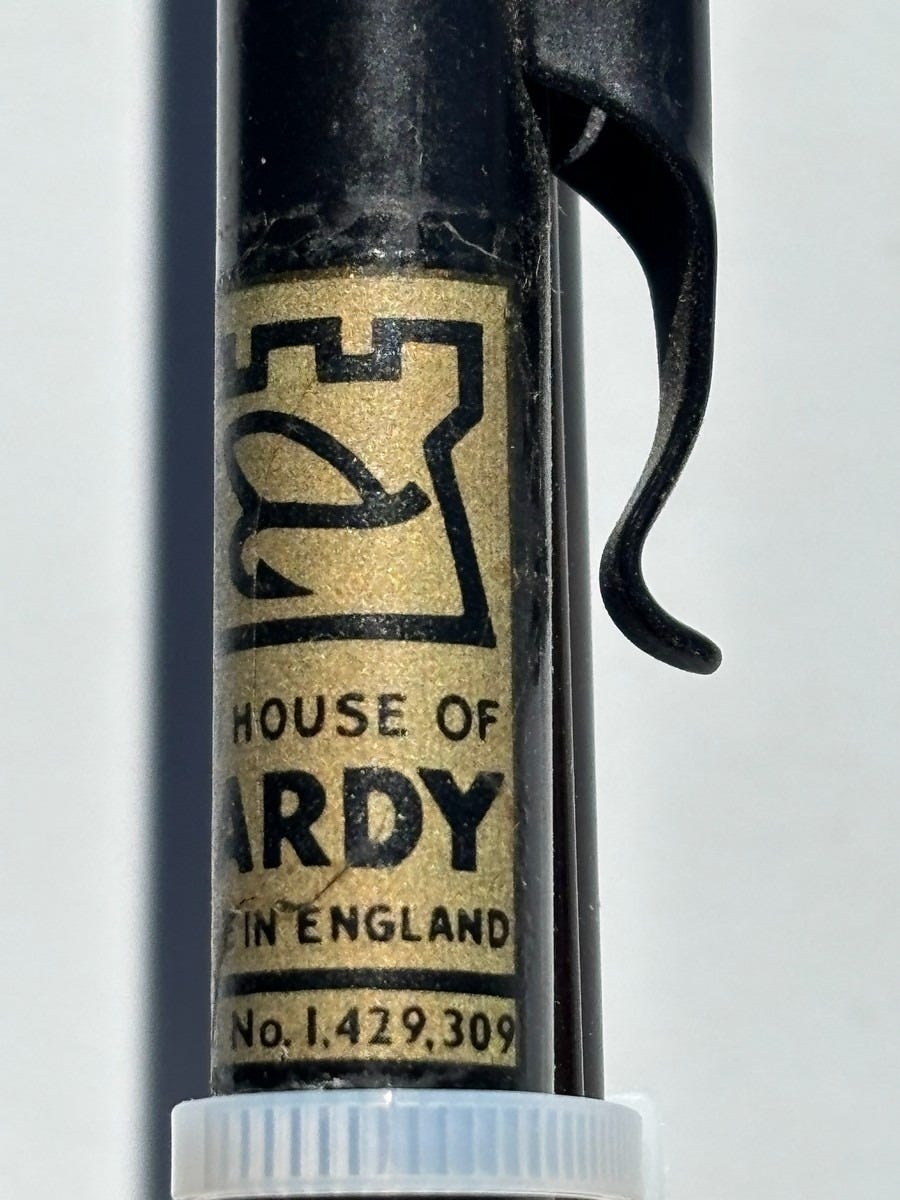 HOUSE OF
ARDY
E IN ENGLAND
No. 1,429,309